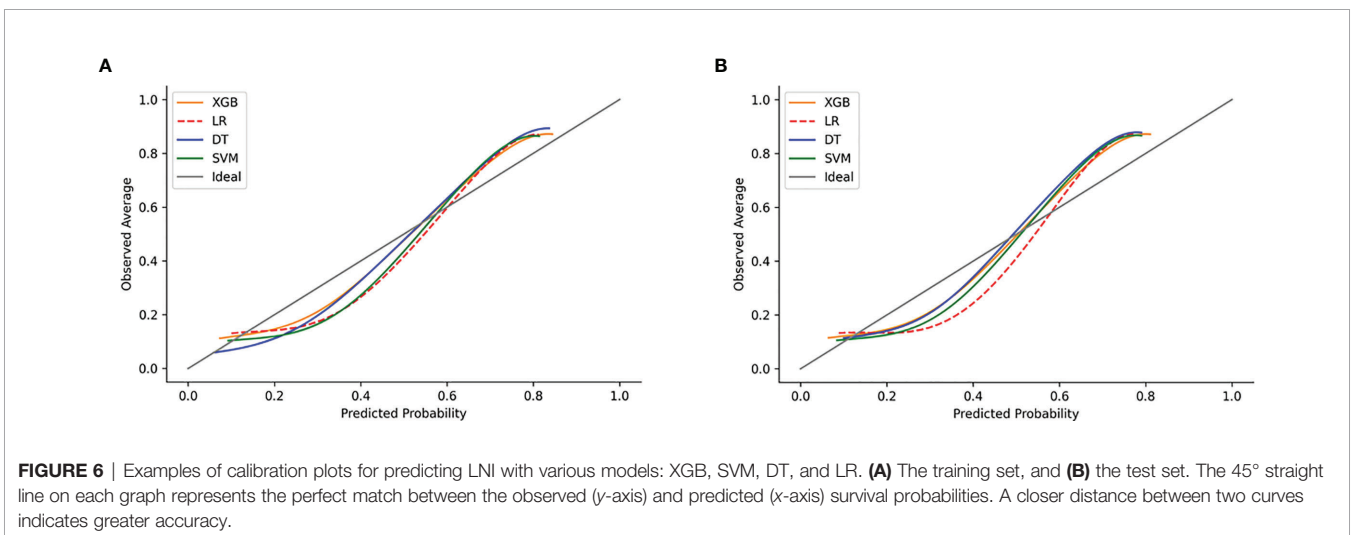 A
B
1.0
0.8
0.6
0.4
0.2
0.0
Observed Average
XGB
LR
DT
SVM
Ideal
0.0 0.2 0.4 0.6 0.8 1.0
Predicted Probability
1.0
0.8
0.6
0.4
0.2
0.0
Observed Average
XGB
LR
DT
SVM
Ideal
0.0 0.2 0.4 0.6 0.8 1.0
Predicted Probability
FIGURE 6 | Examples of calibration plots for predicting LNI with various models: XGB, SVM, DT, and LR. (A) The training set, and (B) the test set. The 45° straight
line on each graph represents the perfect match between the observed (y-axis) and predicted (x-axis) survival probabilities. A closer distance between two curves
indicates greater accuracy.